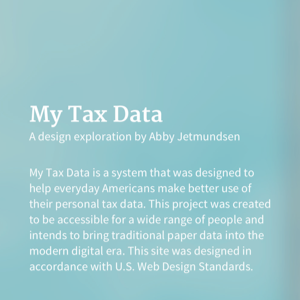 My Tax Data
A design exploration by Abby Jetmundsen
My Tax Data is a system that was designed to
help everyday Americans make better use of
their personal tax data. This project was created
to be accessible for a wide range of people and
intends to bring traditional paper data into the
modern digital era. This site was designed in
accordance with U.S. Web Design Standards.